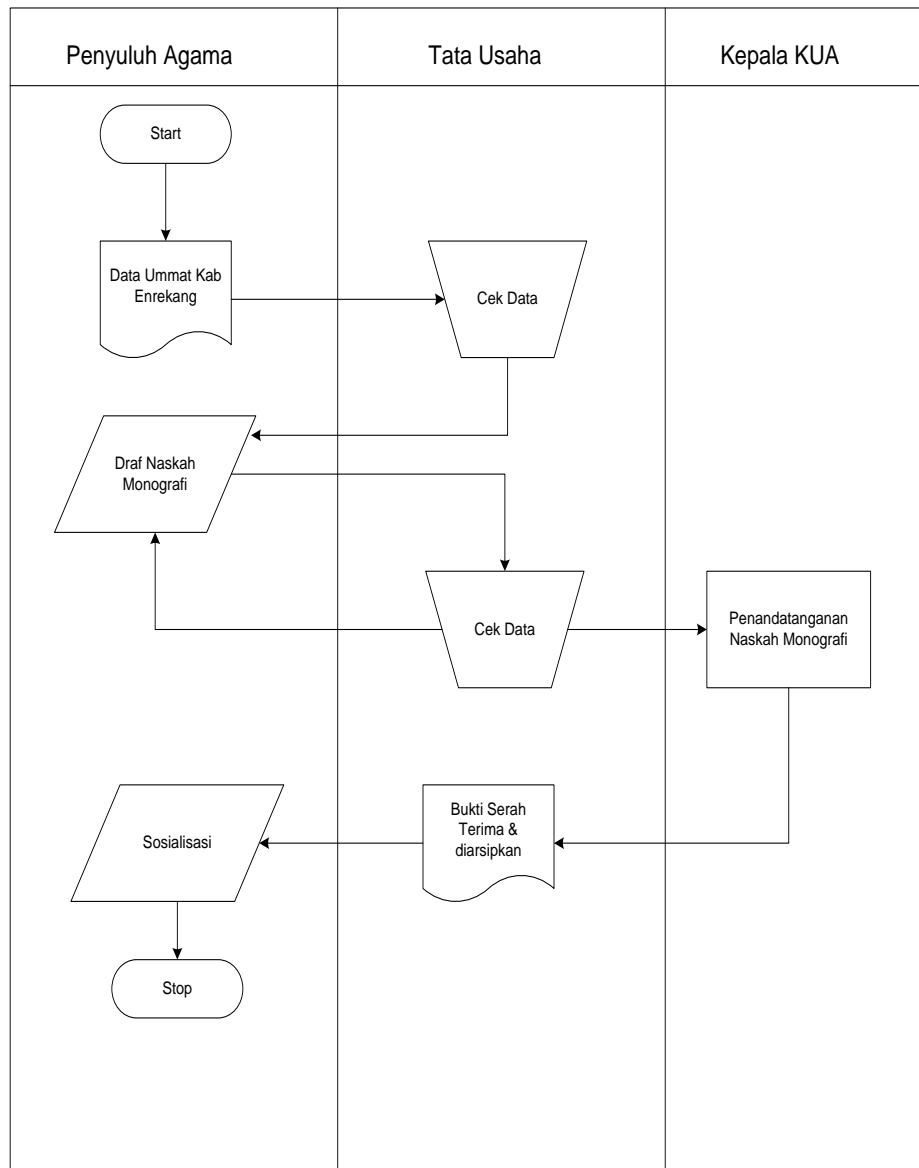 Penyuluh Agama
Tata Usaha
Kepala KUA
Start
Data Ummat Kab
Enrekang
Cek Data
Draf Naskah
Monografi
Cek Data
Penandatanganan
Naskah Monografi
Sosialisasi
Bukti Serah
Terima &
diarsipkan
Stop